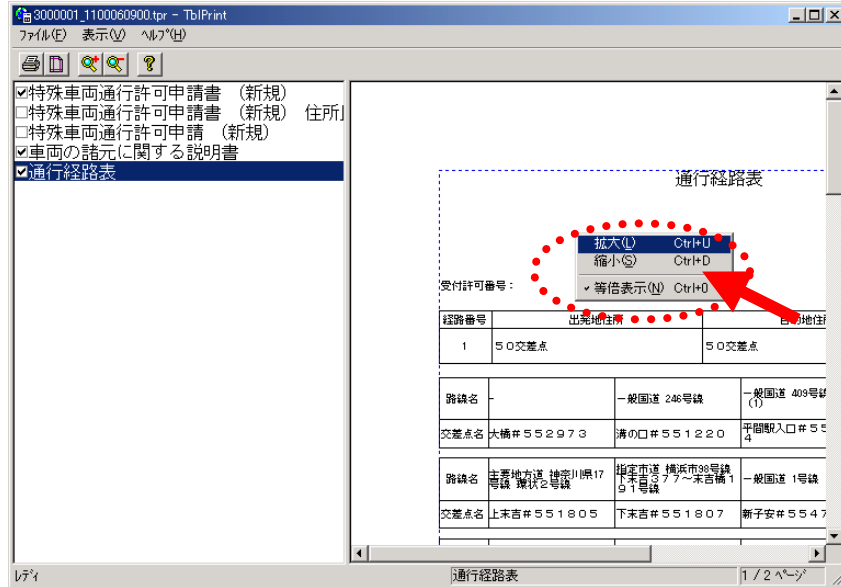 3000001_1100060900.tpr - TblPrint
ファイル(F) 表示(V) ヘルプ(H)
特殊車両通行許可申請書 (新規)
特殊車両通行許可申請書 (新規) 住所
特殊車両通行許可申請 (新規)
車両の諸元に関する説明書
通行経路表
通行経路表
拡大(L) Ctrl+U
縮小(S) Ctrl+D
等倍表示(N) Ctrl+0
受付許可番号:
経路番号 出発地住所 目的地住所
1 50交差点 50交差点
路線名 - 一般国道 246号線 一般国道 409号線
(1)
交差点名 大橋#552973 溝の口#551220 平間駅入口#55
4
路線名 主要地方道 神奈川県17
号線 環状2号線 指定市道 横浜市98号線
下末吉377~末吉橋1
91号線 一般国道 1号線
交差点名 上末吉#551805 下末吉#551807 新子安#5547
レディ 通行経路表 1/2ページ